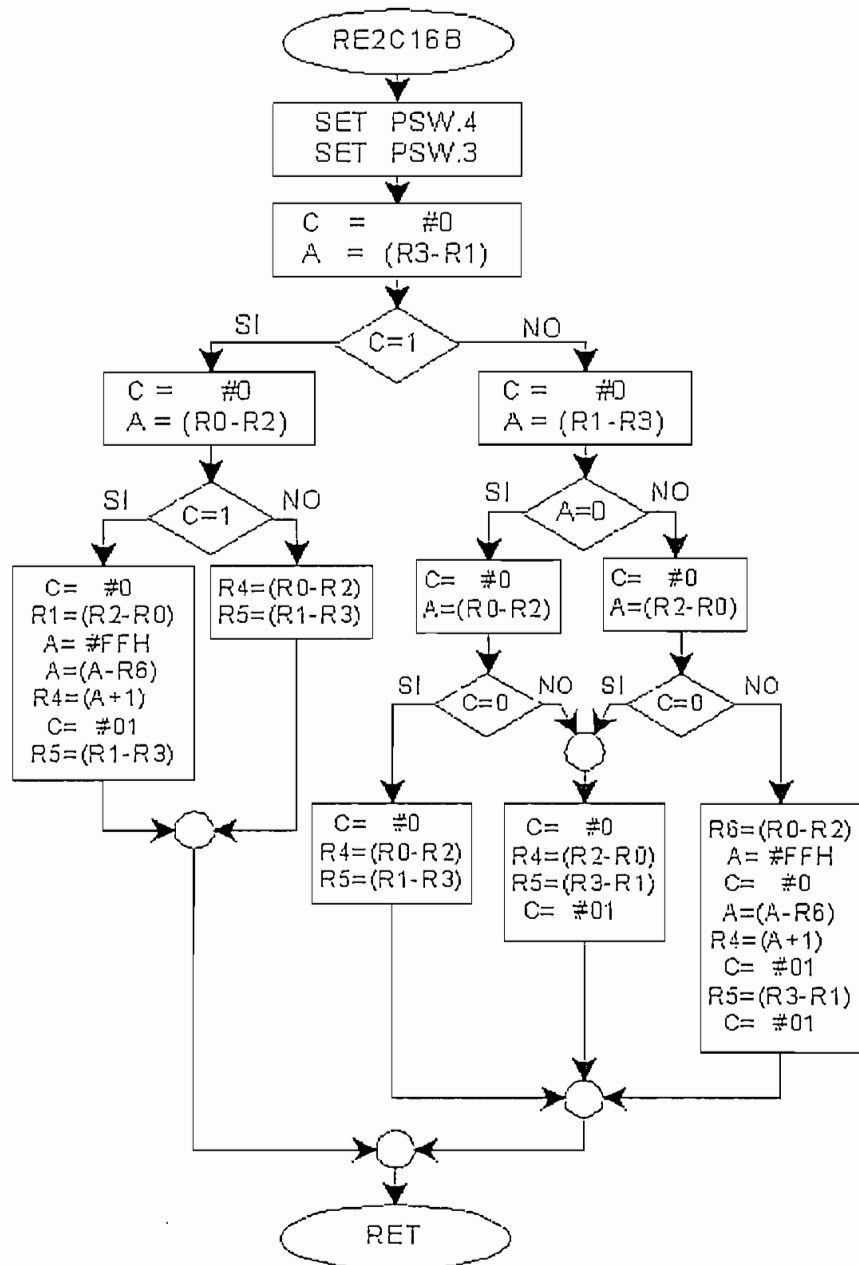 RE2C16B
SET PSW.4
SET PSW.3
C = #0
A = (R3-R1)
SI
C=1
NO
C = #0
A = (R0-R2)
C = #0
A = (R1-R3)
SI
C=1
NO
SI
A=0
NO
C= #0
R1=(R2-R0)
A= #FFH
A=(A-R6)
R4=(A+1)
C= #01
R5=(R1-R3)
R4=(R0-R2)
R5=(R1-R3)
C= #0
A=(R0-R2)
C= #0
A=(R2-R0)
SI
C=0
NO
SI
C=0
NO
C= #0
R4=(R0-R2)
R5=(R1-R3)
C= #0
R4=(R2-R0)
R5=(R3-R1)
C= #01
R6=(R0-R2)
A= #FFH
C= #0
A=(A-R6)
R4=(A+1)
C= #01
R5=(R3-R1)
C= #01
RET